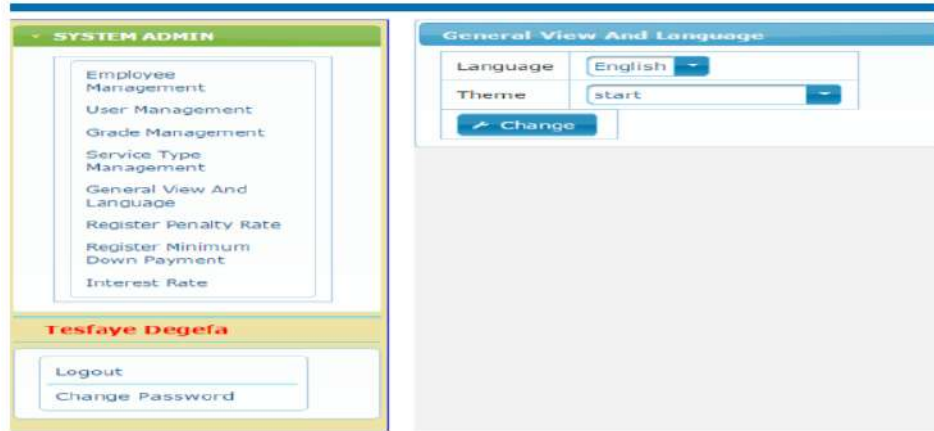 SYSTEM ADMIN
Employee
Management
User Management
Grade Management
Service Type
Management
General View And
Language
Register Penalty Rate
Register Minimum
Down Payment
Interest Rate
Tesfaye Degefa
Logout
Change Password
General View And Language
Language English
Theme start
Change